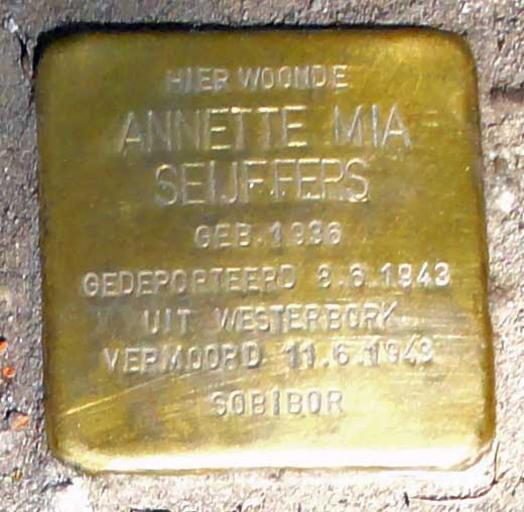 HIER WOONDE
ANNETTE MIA
SEIJFFERS
GEB. 1936
GEDEPORTEERD 8.6.1943
UIT WESTERBORK
VERMOORD 11.6.1943
SOBIBOR